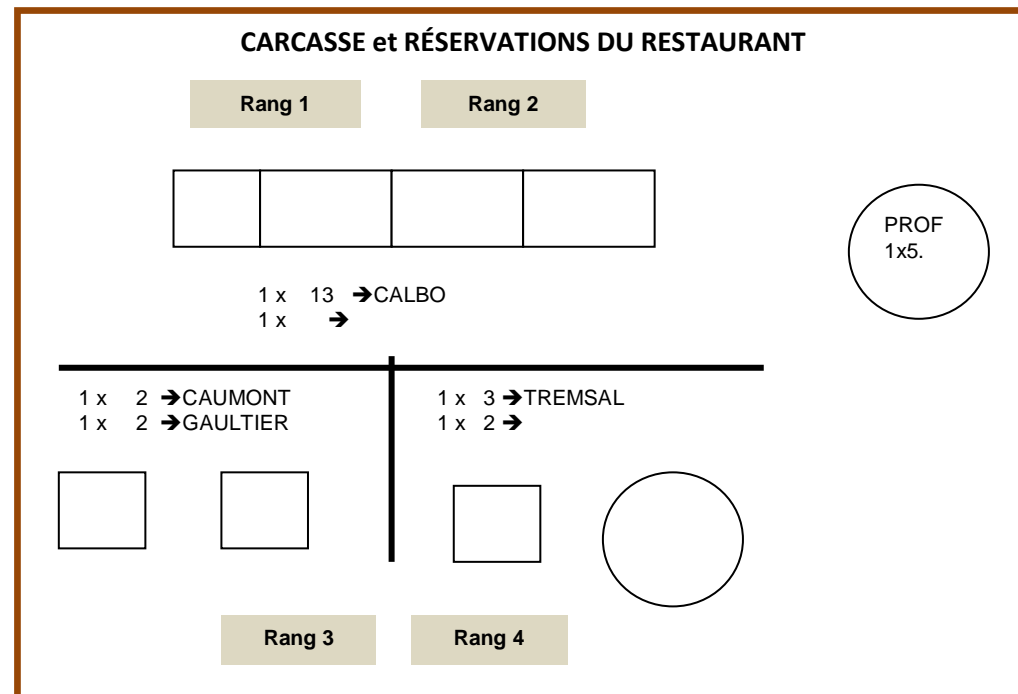 CARCASSE et RÉSERVATIONS DU RESTAURANT
Rang 1
Rang 2
PROF
1x5.
1 x 13 ➔CALBO
1 x ➔
1 x 2 ➔CAUMONT
1 x 2 ➔GAULTIER
1 x 3 ➔TREMSAL
1 x 2 ➔
Rang 3
Rang 4